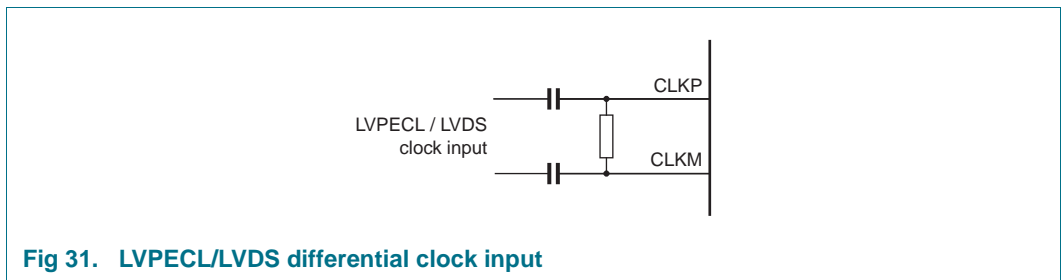 CLKP
LVPECL / LVDS
clock input
CLKM
Fig 31. LVPECL/LVDS differential clock input